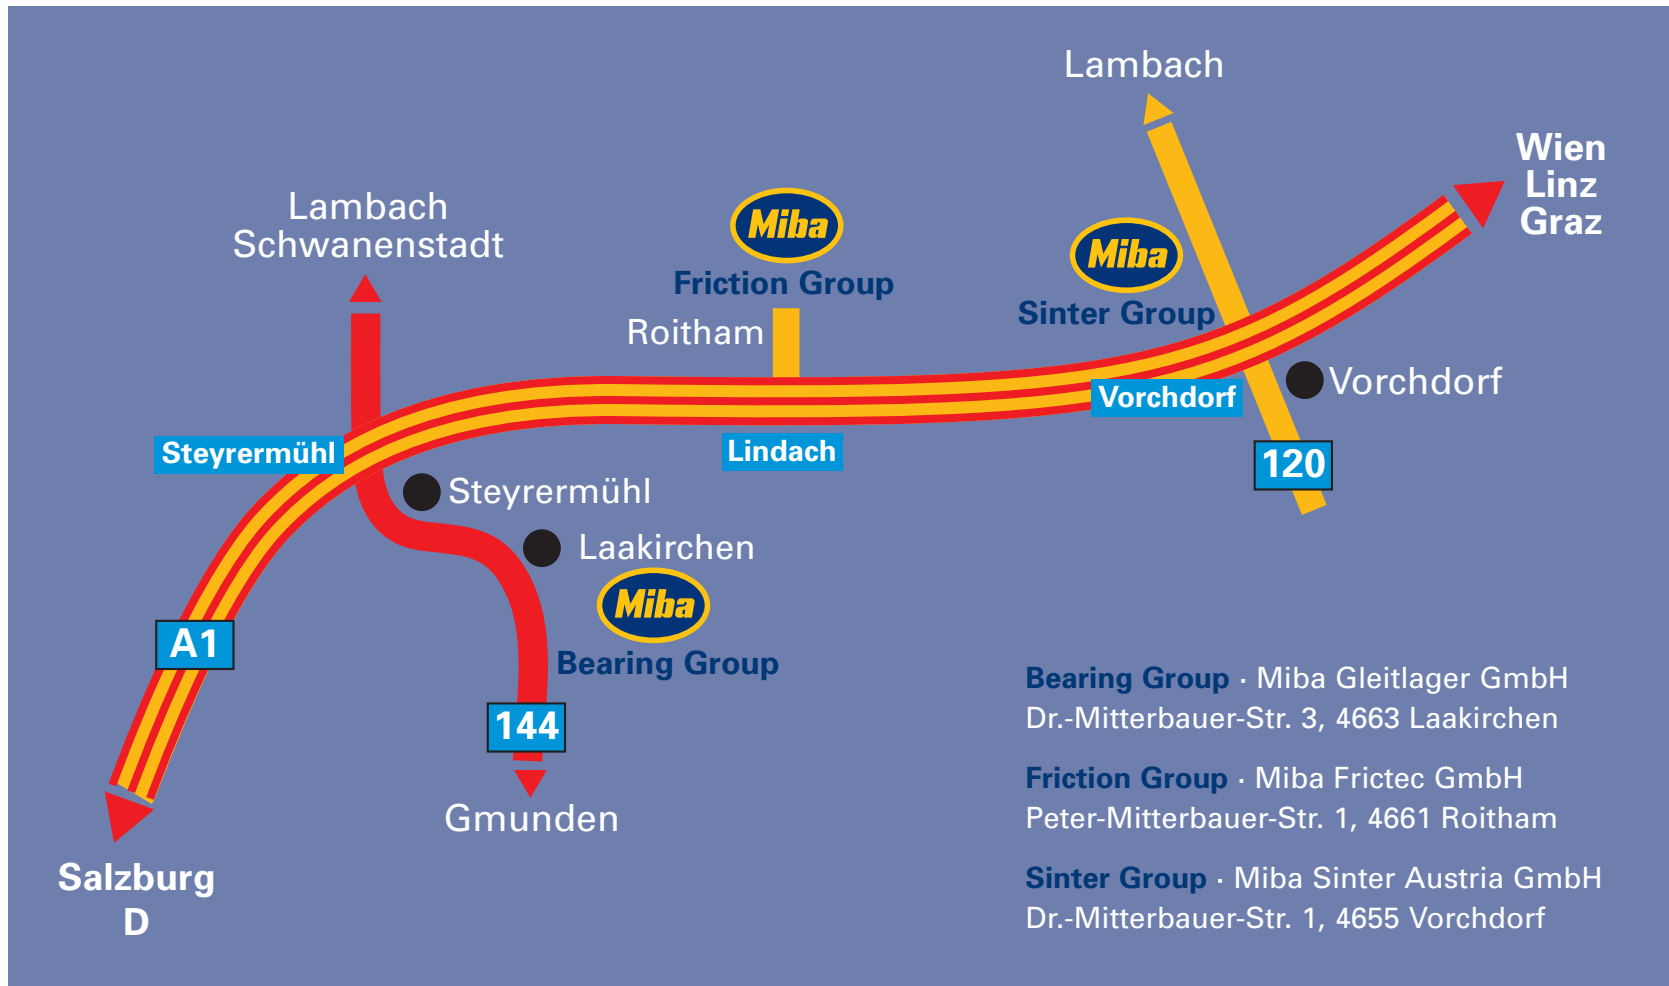 Lambach
Wien
Linz
Graz
Lambach
Schwanenstadt
Miba
Friction Group
Roitham
Miba
Sinter Group
Vorchdorf
Vorchdorf
Steyrermühl
Lindach
120
Steyrermühl
Laakirchen
Miba
Bearing Group
A1
144
Gmunden
Salzburg
D
Bearing Group · Miba Gleitlager GmbH
Dr.-Mitterbauer-Str. 3, 4663 Laakirchen
Friction Group · Miba Frictec GmbH
Peter-Mitterbauer-Str. 1, 4661 Roitham
Sinter Group · Miba Sinter Austria GmbH
Dr.-Mitterbauer-Str. 1, 4655 Vorchdorf